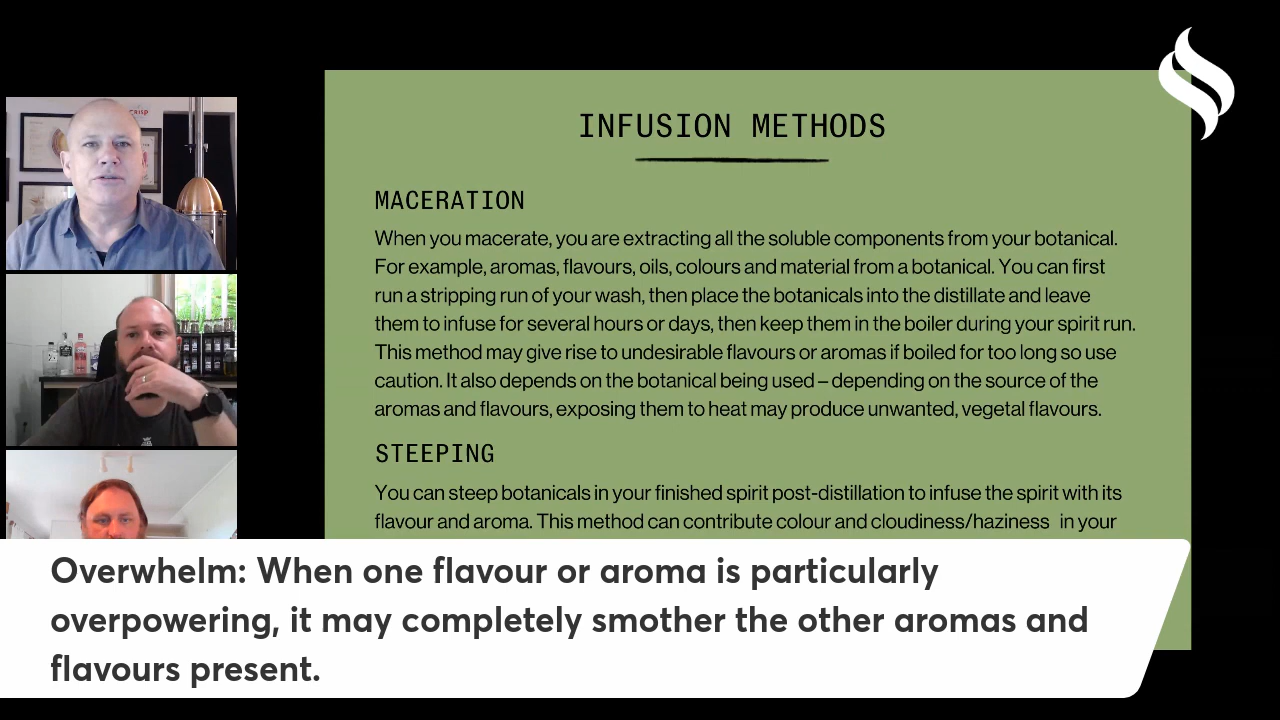 INFUSION METHODS
MACERATION
When you macerate, you are extracting all the soluble components from your botanical.
For example, aromas, flavours, oils, colours and material from a botanical. You can first
run a stripping run of your wash, then place the botanicals into the distillate and leave
them to infuse for several hours or days, then keep them in the boiler during your spirit run.
This method may give rise to undesirable flavours or aromas if boiled for too long so use
caution. It also depends on the botanical being used – depending on the source of the
aromas and flavours, exposing them to heat may produce unwanted, vegetal flavours.
STEEPING
You can steep botanicals in your finished spirit post-distillation to infuse the spirit with its
flavour and aroma. This method can contribute colour and cloudiness/haziness in your
Overwhelm: When one flavour or aroma is particularly
overpowering, it may completely smother the other aromas and
flavours present.